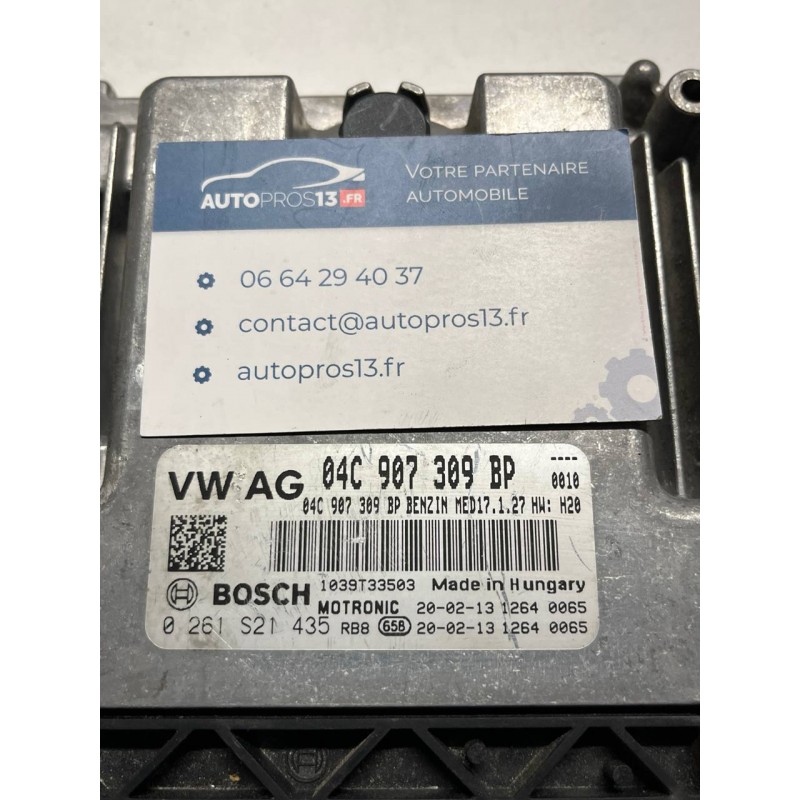 AUTOPROS13.FR
VOTRE PARTENAIRE
AUTOMOBILE
06 64 29 40 37
contact@autopros13.fr
autopros13.fr
VW AG 04C 907 309 BP ----
0010
04C 907 309 BP BENZIN MED17.1.27 HW: H20
1039T33503 Made in Hungary
BOSCH MOTRONIC 20-02-13 1264 0065
0 261 S21 435 RB8 65B 20-02-13 1264 0065